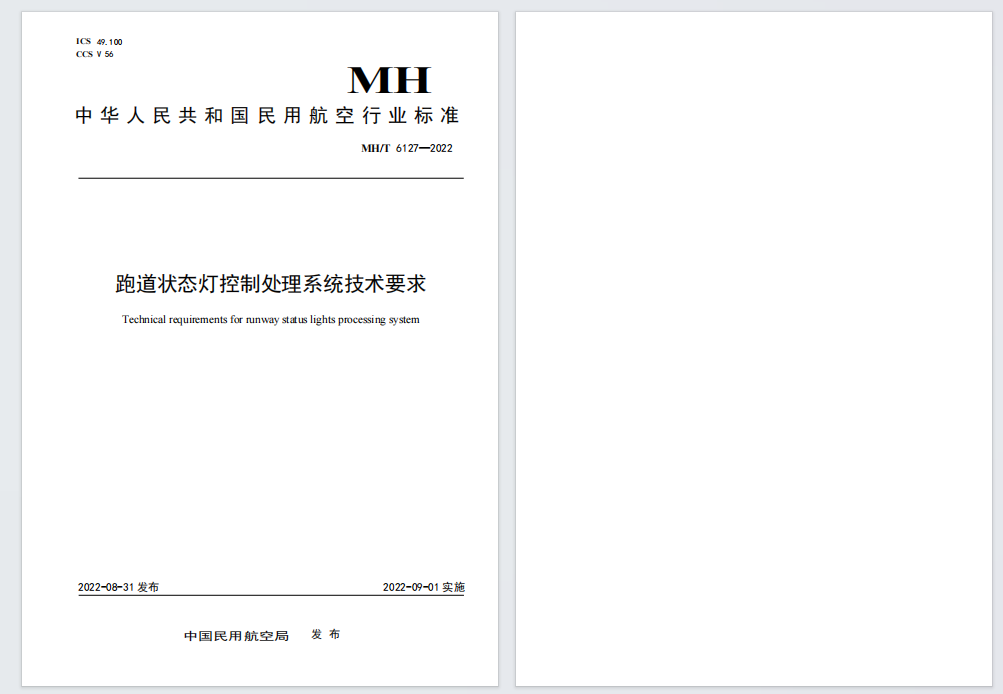 ICS 49.100
CCS V 56
MH
中华人民共和国民用航空行业标准
MH/T 6127—2022
跑道状态灯控制处理系统技术要求
Technical requirements for runway status lights processing system
2022-08-31 发布
2022-09-01 实施
中国民用航空局 发 布